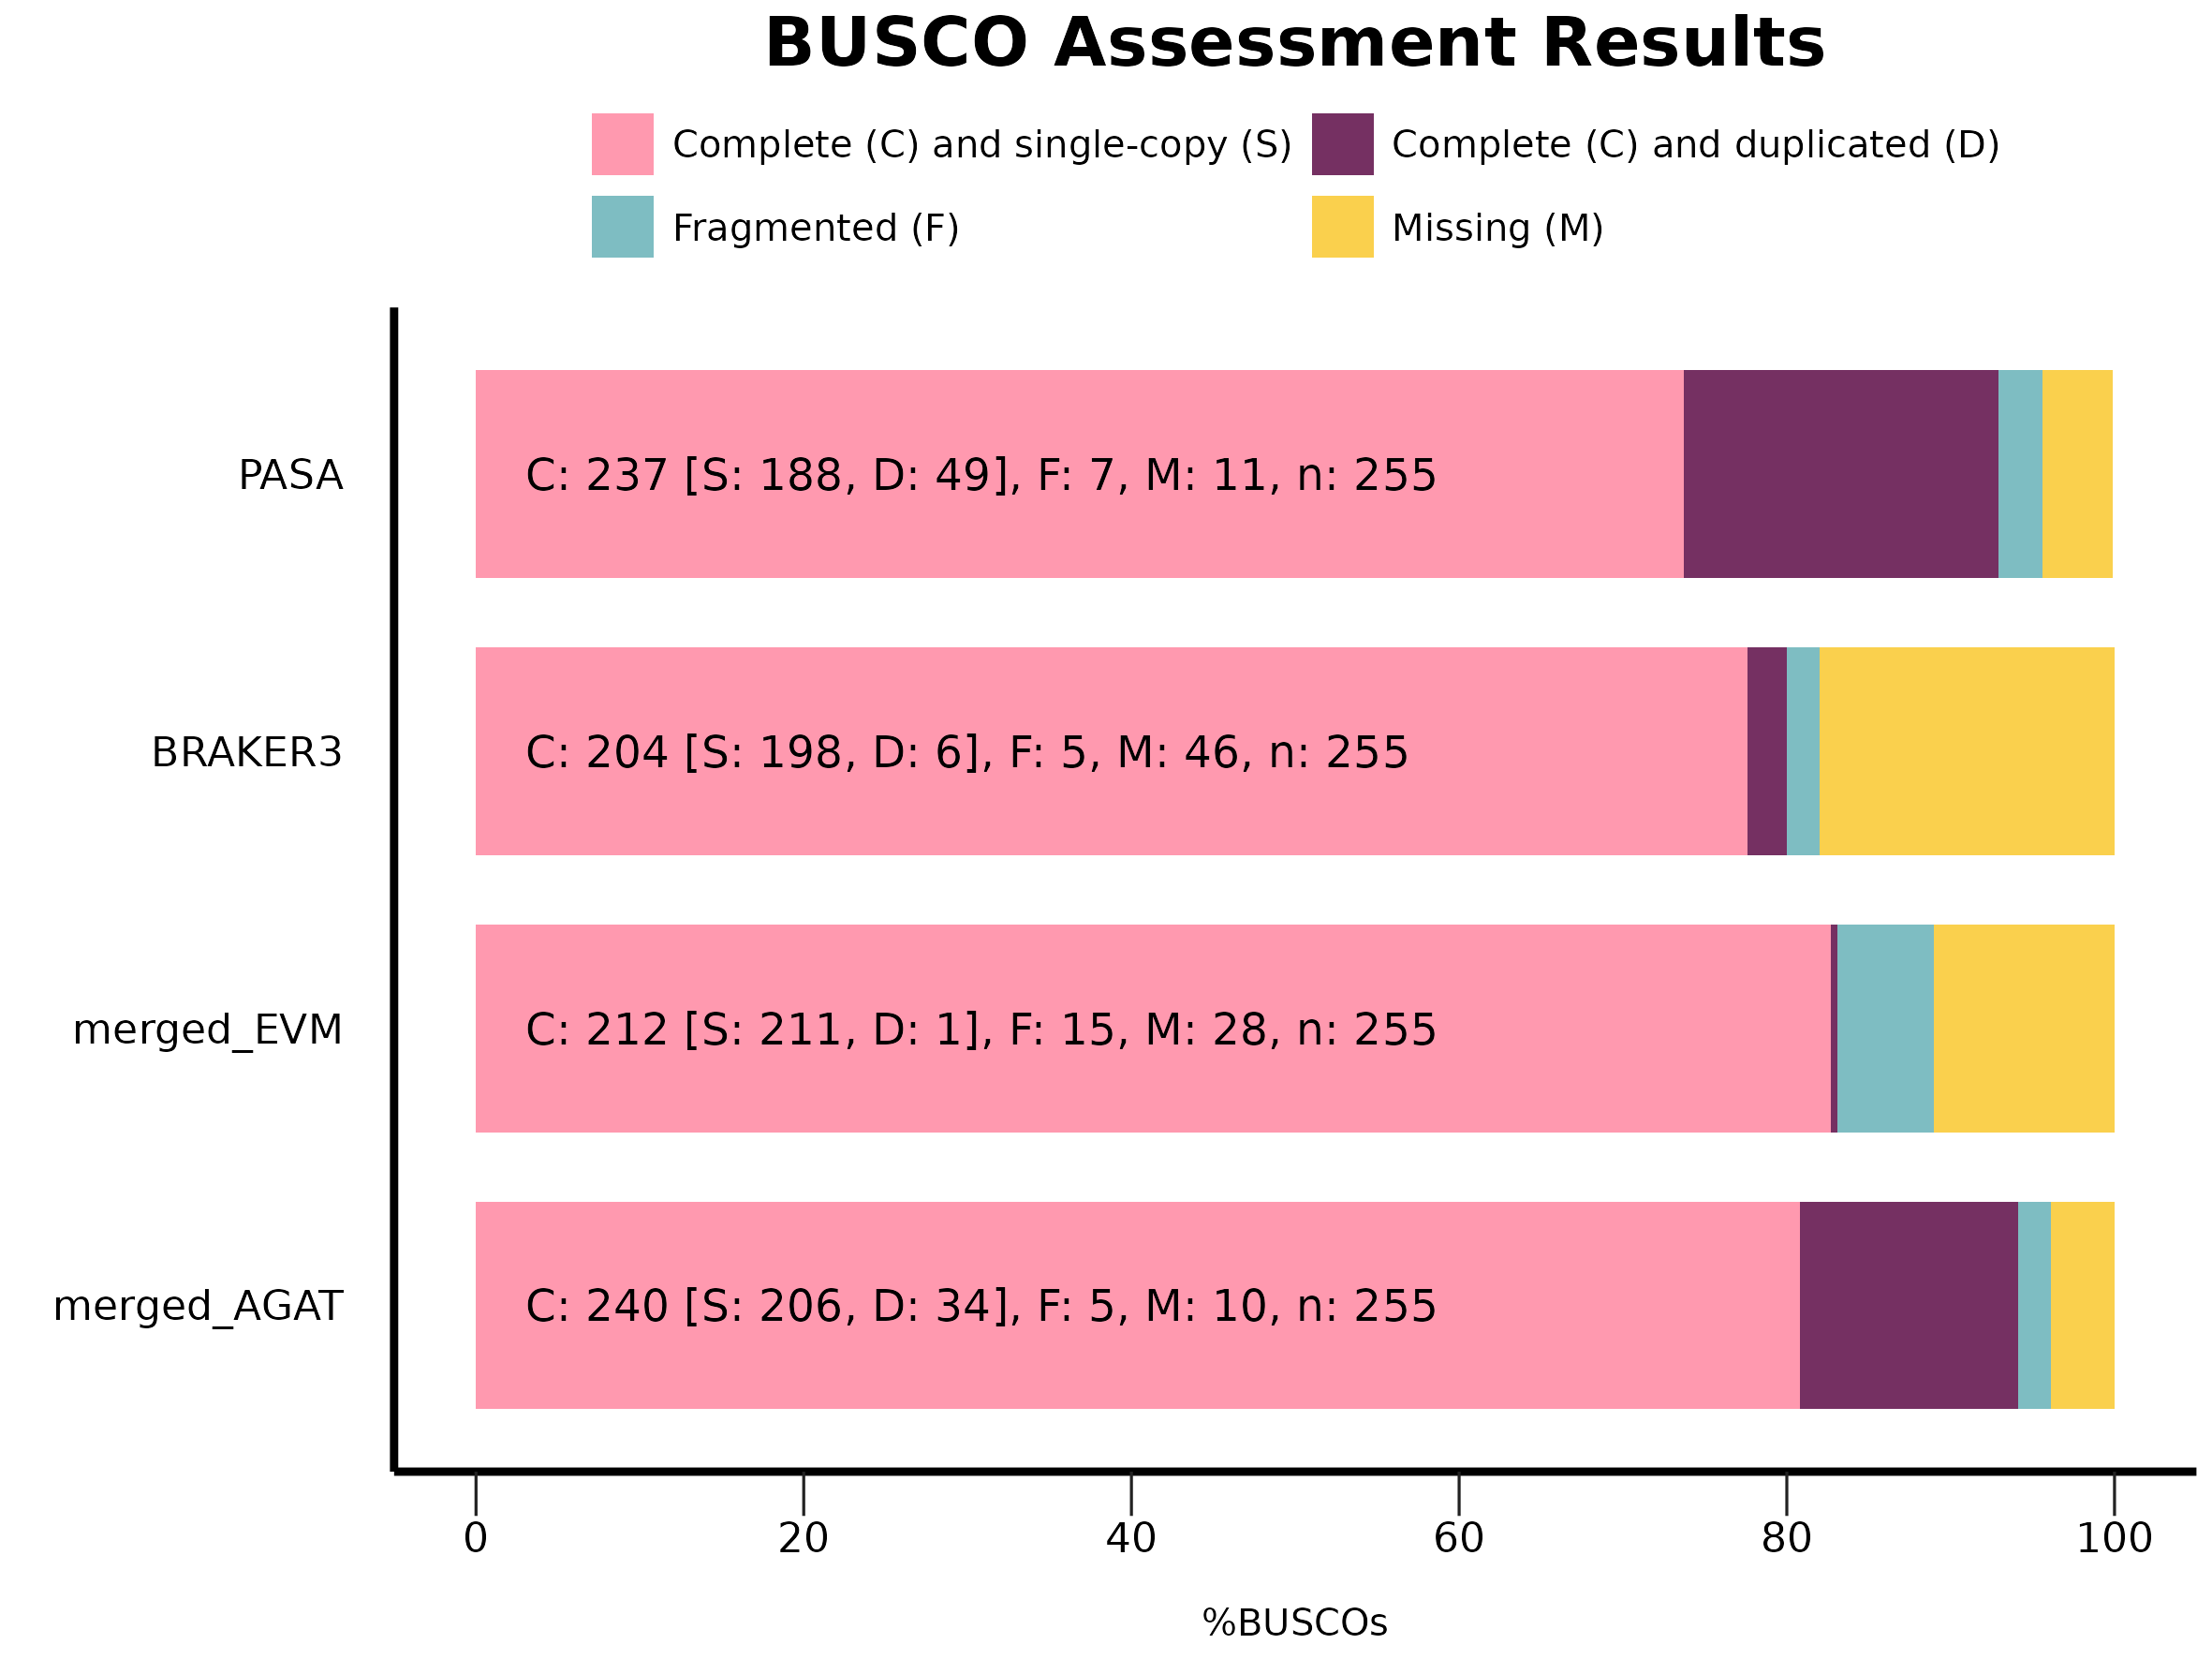 BUSCO Assessment Results
Complete (C) and single-copy (S) Complete (C) and duplicated (D)
Fragmented (F) Missing (M)
PASA C: 237 [S: 188, D: 49], F: 7, M: 11, n: 255
BRAKER3 C: 204 [S: 198, D: 6], F: 5, M: 46, n: 255
merged_EVM C: 212 [S: 211, D: 1], F: 15, M: 28, n: 255
merged_AGAT C: 240 [S: 206, D: 34], F: 5, M: 10, n: 255
0 20 40 60 80 100
%BUSCOs